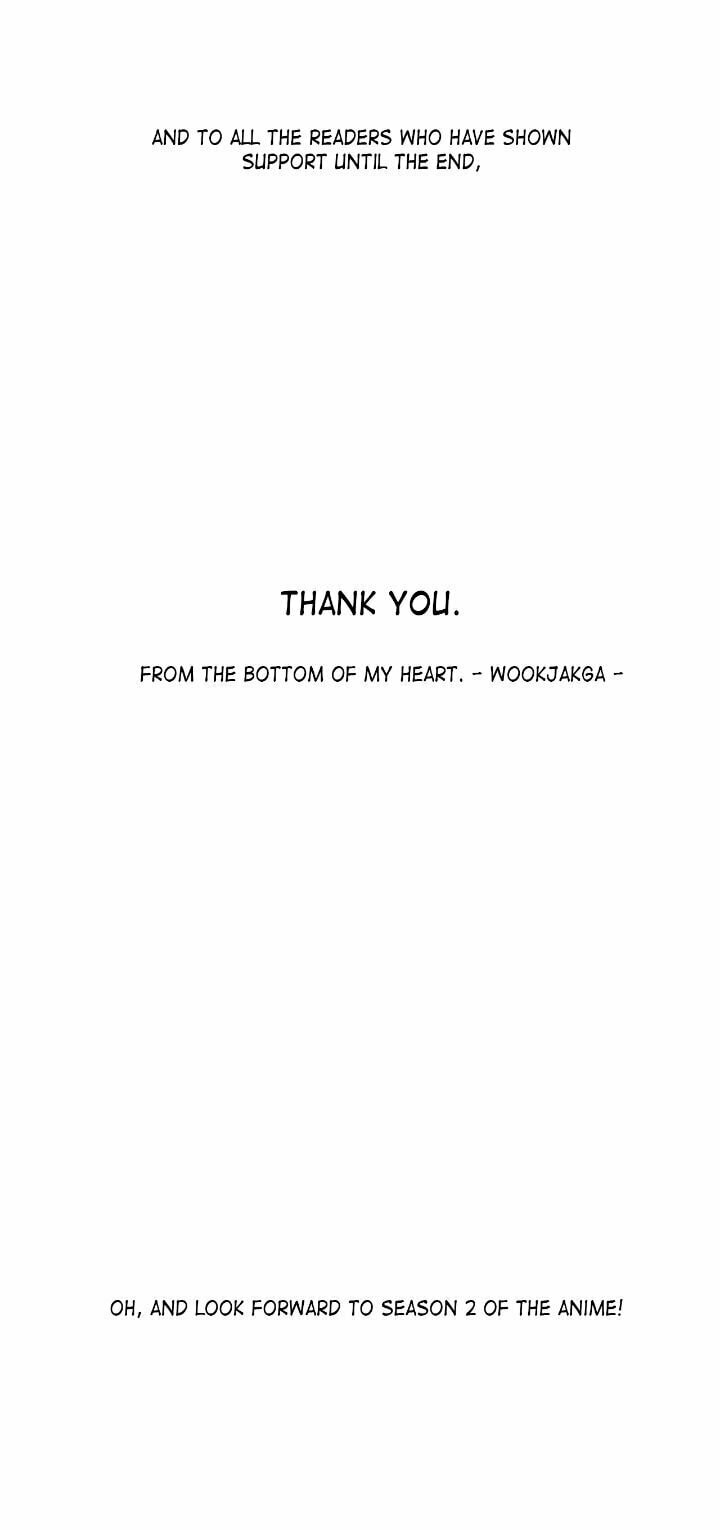 AND TO ALL THE READERS WHO HAVE SHOWN
SUPPORT UNTIL THE END,
THANK YOU.
FROM THE BOTTOM OF MY HEART. - WOOKJAKGA -
OH, AND LOOK FORWARD TO SEASON 2 OF THE ANIME!